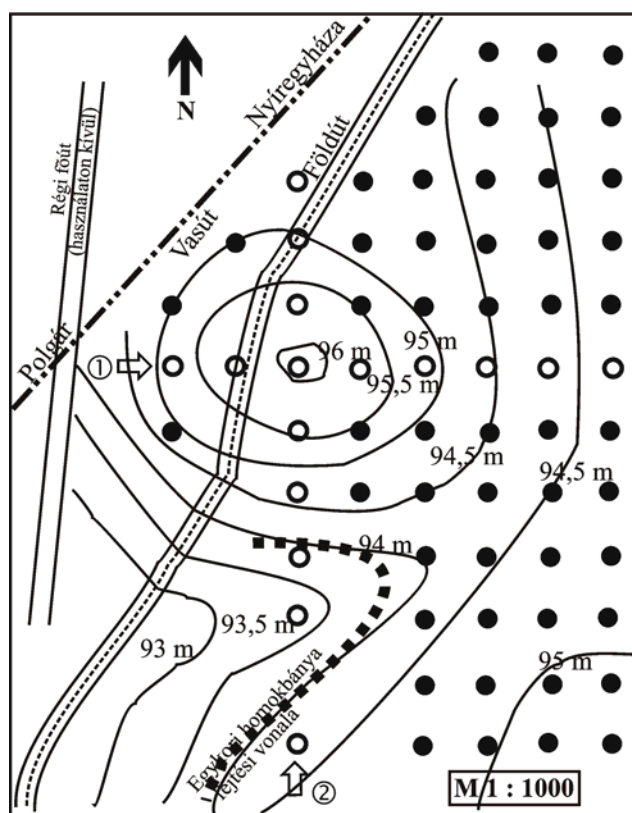 N
Nyíregyháza
Földút
Régi főút
(használaton kívül)
Vasút
Polgár
①
96 m
95 m
95,5 m
94,5 m
94,5 m
94 m
93,5 m
93 m
95 m
Egykori homokbánya
fejtési vonala
②
M 1 : 1000